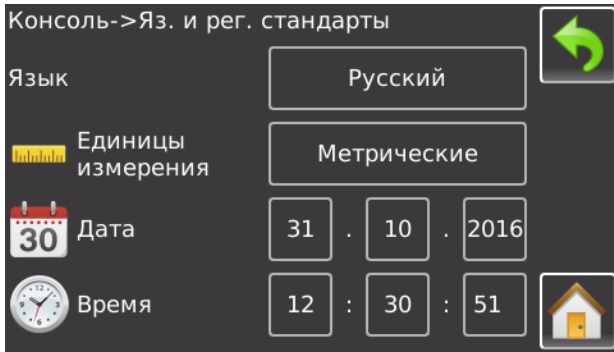 Консоль->Яз. и рег. стандарты
Язык Русский
Единицы
измерения Метрические
30 Дата 31 . 10 . 2016
Время 12 : 30 : 51